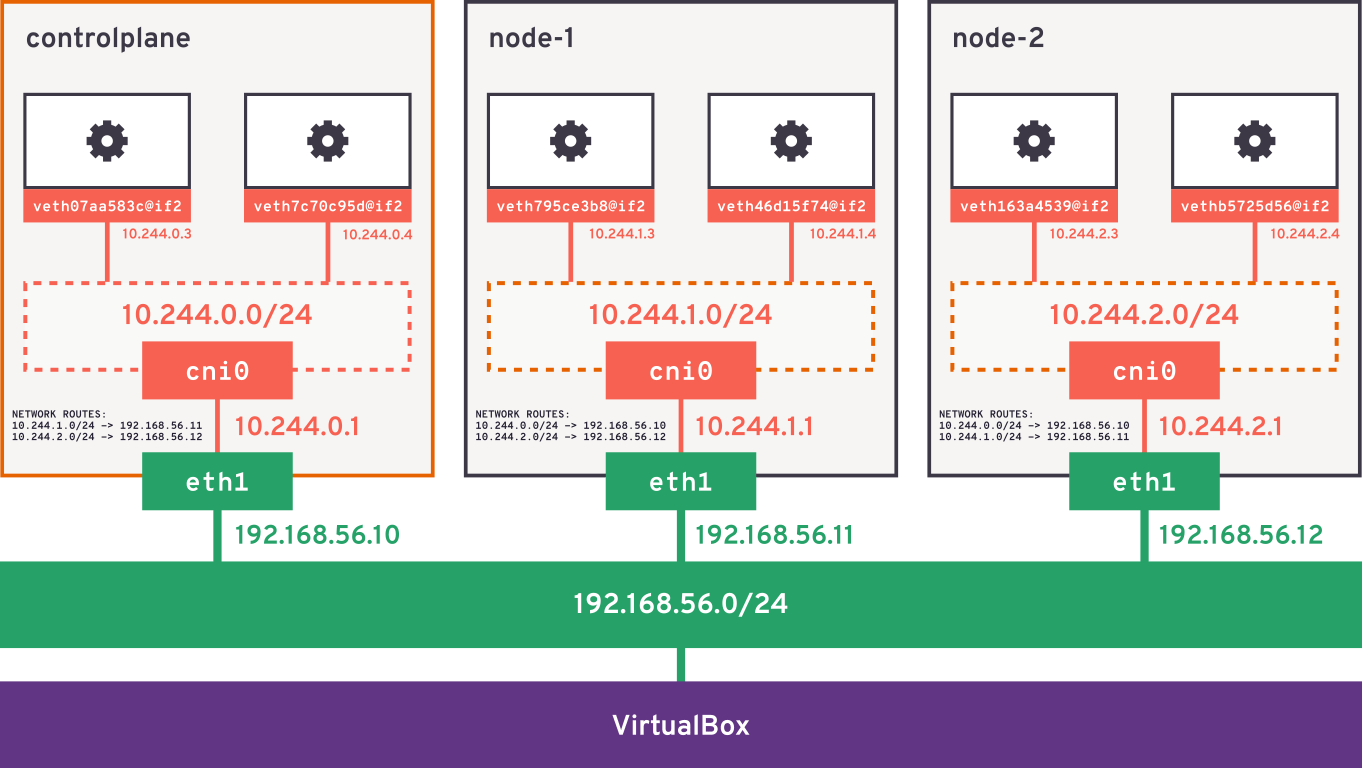 controlplane
veth07aa583c@if2
veth7c70c95d@if2
10.244.0.3
10.244.0.4
10.244.0.0/24
cni0
NETWORK ROUTES:
10.244.1.0/24 -> 192.168.56.11
10.244.2.0/24 -> 192.168.56.12
10.244.0.1
eth1
192.168.56.10
node-1
veth795ce3b8@if2
veth46d15f74@if2
10.244.1.3
10.244.1.4
10.244.1.0/24
cni0
NETWORK ROUTES:
10.244.0.0/24 -> 192.168.56.10
10.244.2.0/24 -> 192.168.56.12
10.244.1.1
eth1
192.168.56.11
node-2
veth163a4539@if2
vethb5725d56@if2
10.244.2.3
10.244.2.4
10.244.2.0/24
cni0
NETWORK ROUTES:
10.244.0.0/24 -> 192.168.56.10
10.244.1.0/24 -> 192.168.56.11
10.244.2.1
eth1
192.168.56.12
192.168.56.0/24
VirtualBox